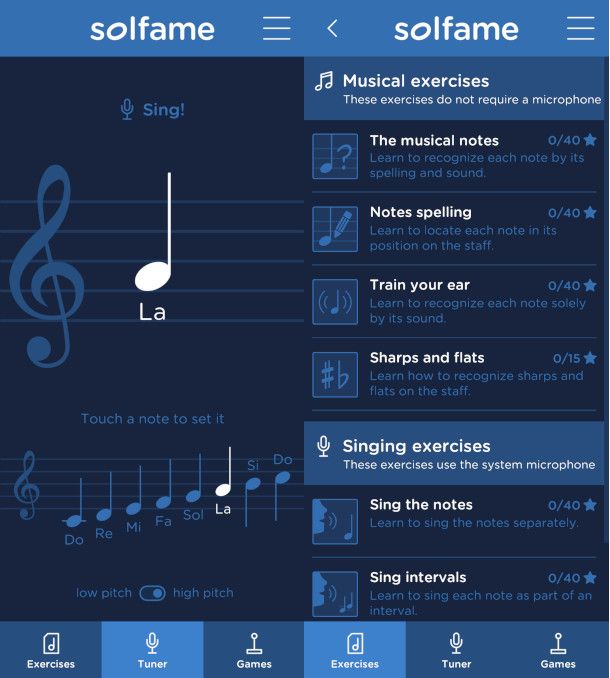 solfame
Sing!
La
Touch a note to set it
Do Re Mi Fa Sol La Si Do
low pitch high pitch
Exercises Tuner Games
solfame
Musical exercises
These exercises do not require a microphone
The musical notes 0/40
Learn to recognize each note by its
spelling and sound.
Notes spelling 0/40
Learn to locate each note in its
position on the staff.
Train your ear 0/40
Learn to recognize each note solely
by its sound.
Sharps and flats 0/15
Learn how to recognize sharps and
flats on the staff.
Singing exercises
These exercises use the system microphone
Sing the notes 0/40
Learn to sing the notes separately.
Sing intervals 0/40
Learn to sing each note as part of an
interval.
Exercises Tuner Games